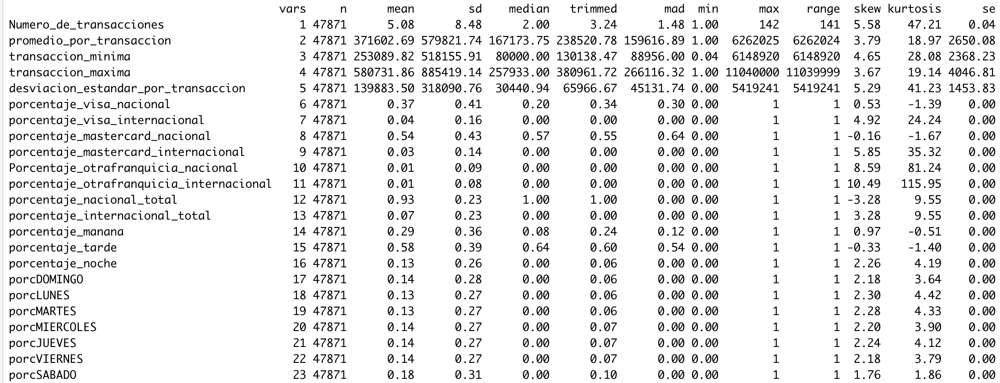 vars n mean sd median trimmed mad min max range skew kurtosis se
Numero_de_transacciones 1 47871 5.08 8.48 2.00 3.24 1.48 1.00 142 141 5.58 47.21 0.04
promedio_por_transaccion 2 47871 371602.69 579821.74 167173.75 238520.78 159616.89 1.00 6262025 6262024 3.79 18.97 2650.08
transaccion_minima 3 47871 253089.82 518155.91 80000.00 130138.47 88956.00 0.04 6148920 6148920 4.65 28.08 2368.23
transaccion_maxima 4 47871 580731.86 885419.14 257933.00 380961.72 266116.32 1.00 11040000 11039999 3.67 19.14 4046.81
desviacion_estandar_por_transaccion 5 47871 139883.50 318090.76 30440.94 65966.67 45131.74 0.00 5419241 5419241 5.29 41.23 1453.83
porcentaje_visa_nacional 6 47871 0.37 0.41 0.20 0.34 0.30 0.00 1 1 0.53 -1.39 0.00
porcentaje_visa_internacional 7 47871 0.04 0.16 0.00 0.00 0.00 0.00 1 1 4.92 24.24 0.00
porcentaje_mastercard_nacional 8 47871 0.54 0.43 0.57 0.55 0.64 0.00 1 1 -0.16 -1.67 0.00
porcentaje_mastercard_internacional 9 47871 0.03 0.14 0.00 0.00 0.00 0.00 1 1 5.85 35.32 0.00
Porcentaje_otrafranquicia_nacional 10 47871 0.01 0.09 0.00 0.00 0.00 0.00 1 1 8.59 81.24 0.00
porcentaje_otrafranquicia_internacional 11 47871 0.01 0.08 0.00 0.00 0.00 0.00 1 1 10.49 115.95 0.00
porcentaje_nacional_total 12 47871 0.93 0.23 1.00 1.00 0.00 0.00 1 1 -3.28 9.55 0.00
porcentaje_internacional_total 13 47871 0.07 0.23 0.00 0.00 0.00 0.00 1 1 3.28 9.55 0.00
porcentaje_manana 14 47871 0.29 0.36 0.08 0.24 0.12 0.00 1 1 0.97 -0.51 0.00
porcentaje_tarde 15 47871 0.58 0.39 0.64 0.60 0.54 0.00 1 1 -0.33 -1.40 0.00
porcentaje_noche 16 47871 0.13 0.26 0.00 0.06 0.00 0.00 1 1 2.26 4.19 0.00
porcDOMINGO 17 47871 0.14 0.28 0.00 0.06 0.00 0.00 1 1 2.18 3.64 0.00
porcLUNES 18 47871 0.13 0.27 0.00 0.06 0.00 0.00 1 1 2.30 4.42 0.00
porcMARTES 19 47871 0.13 0.27 0.00 0.06 0.00 0.00 1 1 2.28 4.33 0.00
porcMIERCOLES 20 47871 0.14 0.27 0.00 0.07 0.00 0.00 1 1 2.20 3.90 0.00
porcJUEVES 21 47871 0.14 0.27 0.00 0.07 0.00 0.00 1 1 2.24 4.12 0.00
porcVIERNES 22 47871 0.14 0.27 0.00 0.07 0.00 0.00 1 1 2.18 3.79 0.00
porcSABADO 23 47871 0.18 0.31 0.00 0.10 0.00 0.00 1 1 1.76 1.86 0.00